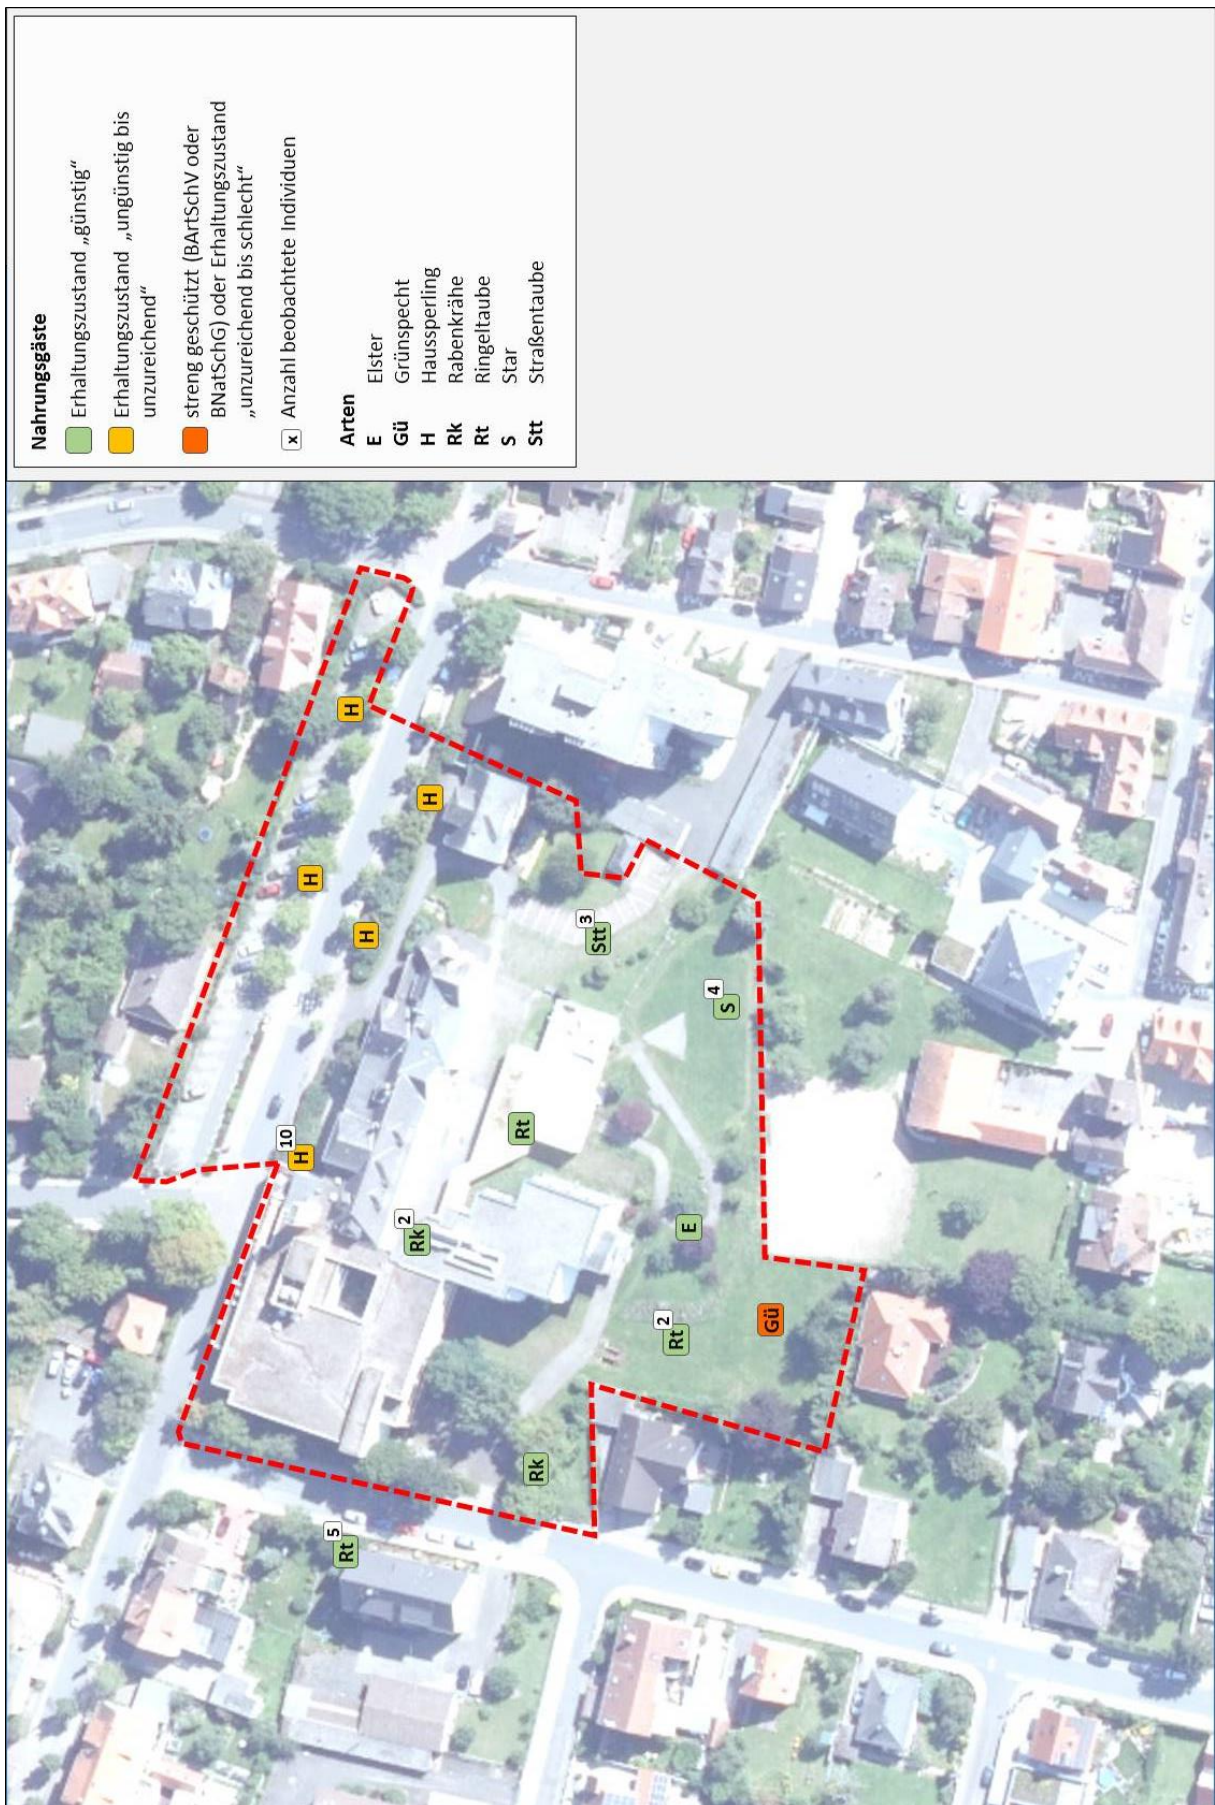 Nahrungsgäste
Erhaltungszustand „günstig“
Erhaltungszustand „ungünstig bis
unzureichend“
streng geschützt (BArtSchV oder
BNatSchG) oder Erhaltungszustand
„unzureichend bis schlecht“
x Anzahl beobachtete Individuen
Arten
E Elster
Gü Grünspecht
H Haussperling
Rk Rabenkrähe
Rt Ringeltaube
S Star
Stt Straßentaube
H
H
H
H
10
H
3
Stt
4
S
Rt
2
Rk
E
2
Rt
Gü
Rk
5
Rt